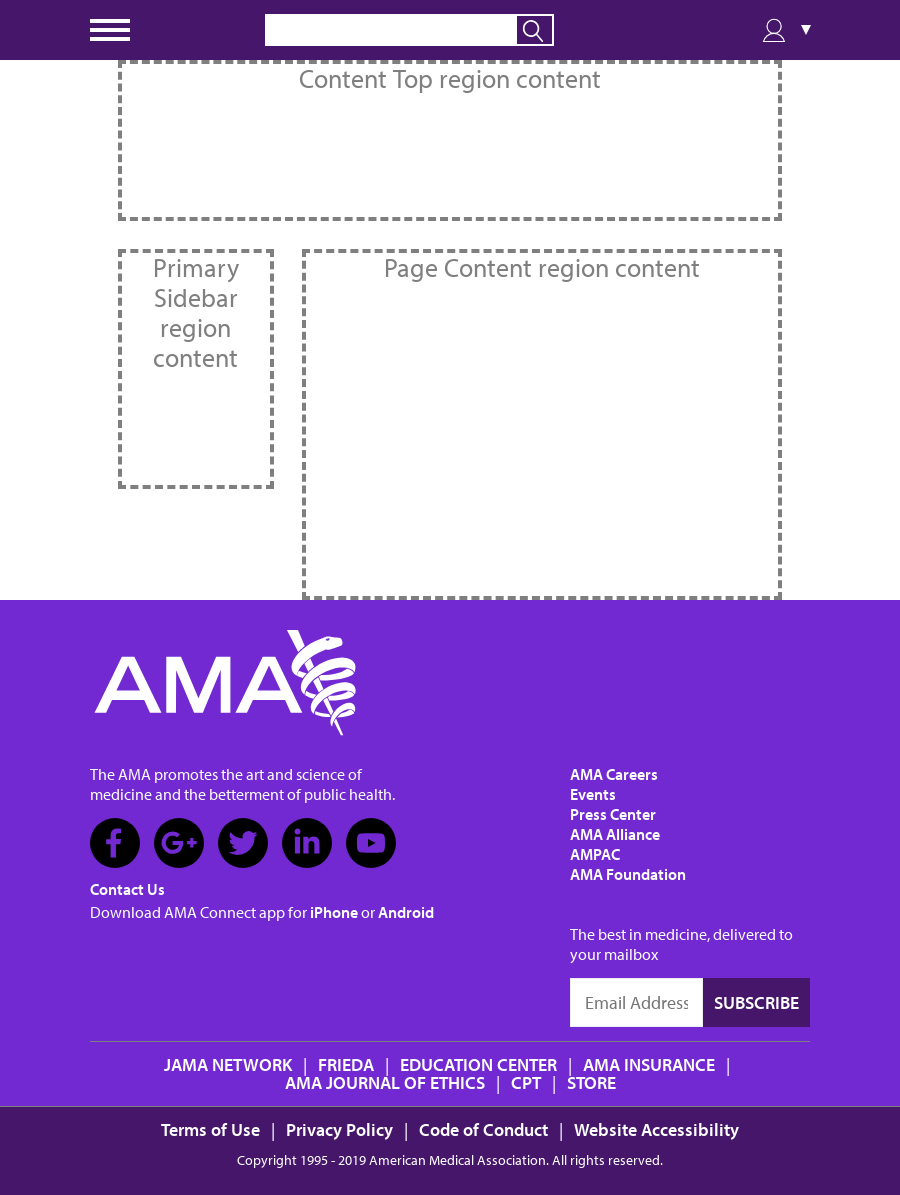 Content Top region content
Primary
Sidebar
region
content
Page Content region content
AMA
The AMA promotes the art and science of
medicine and the betterment of public health.
Contact Us
Download AMA Connect app for iPhone or Android
AMA Careers
Events
Press Center
AMA Alliance
AMPAC
AMA Foundation
The best in medicine, delivered to
your mailbox
Email Address SUBSCRIBE
JAMA NETWORK | FRIEDA | EDUCATION CENTER | AMA INSURANCE |
AMA JOURNAL OF ETHICS | CPT | STORE
Terms of Use | Privacy Policy | Code of Conduct | Website Accessibility
Copyright 1995 - 2019 American Medical Association. All rights reserved.